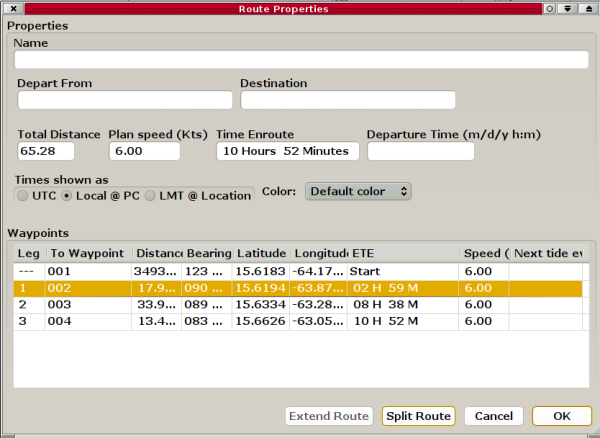 Route Properties
Properties
Name
Depart From Destination
Total Distance Plan speed (Kts) Time Enroute Departure Time (m/d/y h:m)
65.28 6.00 10 Hours 52 Minutes
Times shown as
UTC Local @ PC LMT @ Location Color: Default color
Waypoints
Leg To Waypoint Distanc Bearing Latitude Longitud ETE Speed ( Next tide ev
--- 001 3493... 123 ... 15.6183 -64.17... Start 6.00
1 002 17.9... 090 ... 15.6194 -63.87... 02 H 59 M 6.00
2 003 33.9... 089 ... 15.6334 -63.28... 08 H 38 M 6.00
3 004 13.4... 083 ... 15.6626 -63.05... 10 H 52 M 6.00
Extend Route Split Route Cancel OK